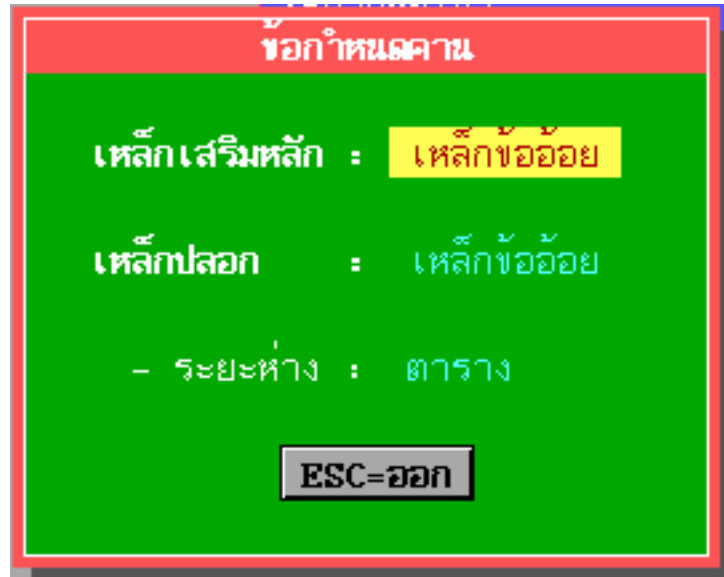 ข้อกำหนดคาน
เหล็กเสริมหลัก : เหล็กข้ออ้อย
เหล็กปลอก : เหล็กข้ออ้อย
- ระยะห่าง : ตาราง
ESC=ออก